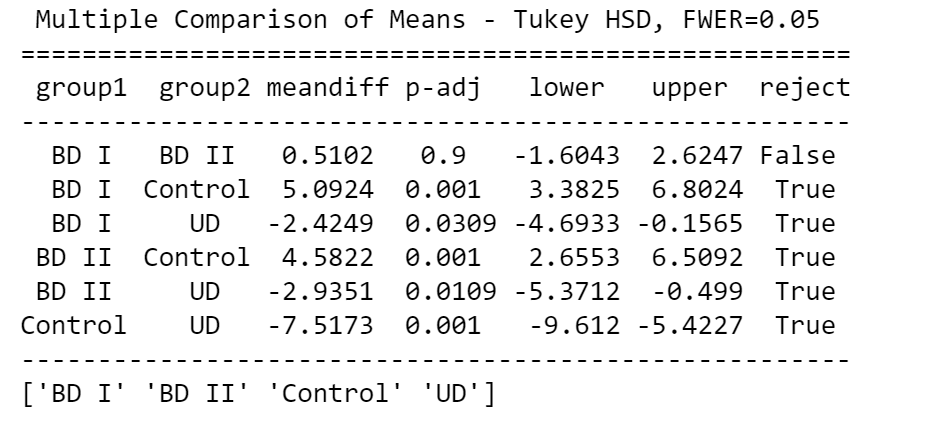 Multiple Comparison of Means - Tukey HSD, FWER=0.05
======================================================
group1 group2 meandiff p-adj lower upper reject
------------------------------------------------------
BD I BD II 0.5102 0.9 -1.6043 2.6247 False
BD I Control 5.0924 0.001 3.3825 6.8024 True
BD I UD -2.4249 0.0309 -4.6933 -0.1565 True
BD II Control 4.5822 0.001 2.6553 6.5092 True
BD II UD -2.9351 0.0109 -5.3712 -0.499 True
Control UD -7.5173 0.001 -9.612 -5.4227 True
------------------------------------------------------
['BD I' 'BD II' 'Control' 'UD']